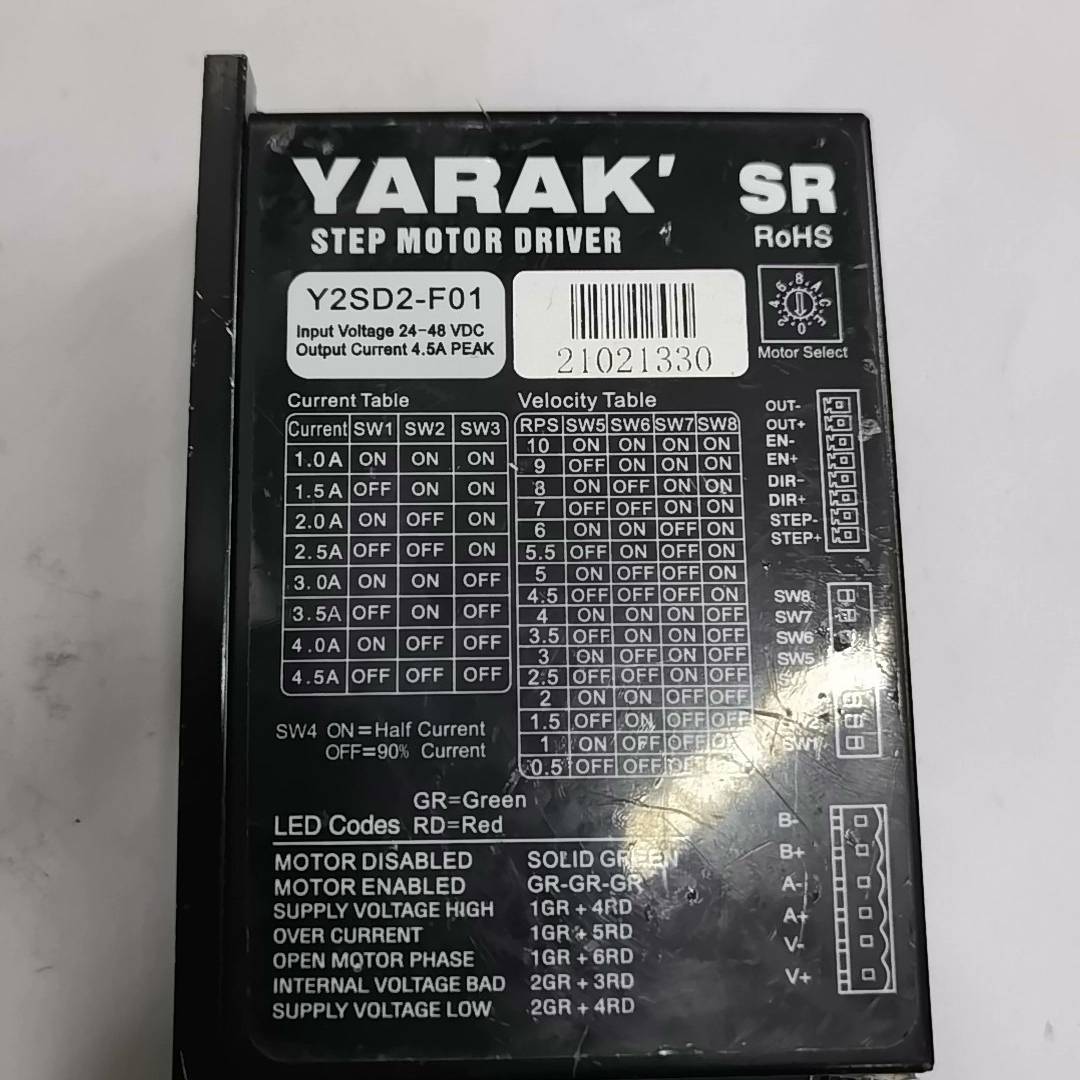 YARAK' SR
STEP MOTOR DRIVER RoHS
Y2SD2-F01
Input Voltage 24-48 VDC
Output Current 4.5A PEAK
21021330
0 2 4 6 8 A C E
Motor Select
Current Table
Current SW1 SW2 SW3
1.0A ON ON ON
1.5A OFF ON ON
2.0A ON OFF ON
2.5A OFF OFF ON
3.0A ON ON OFF
3.5A OFF ON OFF
4.0A ON OFF OFF
4.5A OFF OFF OFF
SW4 ON=Half Current
OFF=90% Current
Velocity Table
RPS SW5 SW6 SW7 SW8
10 ON ON ON ON
9 OFF ON ON ON
8 ON OFF ON ON
7 OFF OFF ON ON
6 ON ON OFF ON
5.5 OFF ON OFF ON
5 ON OFF OFF ON
4.5 OFF OFF OFF ON
4 ON ON ON OFF
3.5 OFF ON ON OFF
3 ON OFF ON OFF
2.5 OFF OFF ON OFF
2 ON ON OFF OFF
1.5 OFF ON OFF OFF
1 ON OFF OFF
0.5 OFF OFF
OUT-
OUT+
EN-
EN+
DIR-
DIR+
STEP-
STEP+
SW8
SW7
SW6
SW5
SW2
SW1
GR=Green
LED Codes RD=Red
MOTOR DISABLED SOLID GREEN
MOTOR ENABLED GR-GR-GR
SUPPLY VOLTAGE HIGH 1GR + 4RD
OVER CURRENT 1GR + 5RD
OPEN MOTOR PHASE 1GR + 6RD
INTERNAL VOLTAGE BAD 2GR + 3RD
SUPPLY VOLTAGE LOW 2GR + 4RD
B-
B+
A-
A+
V-
V+